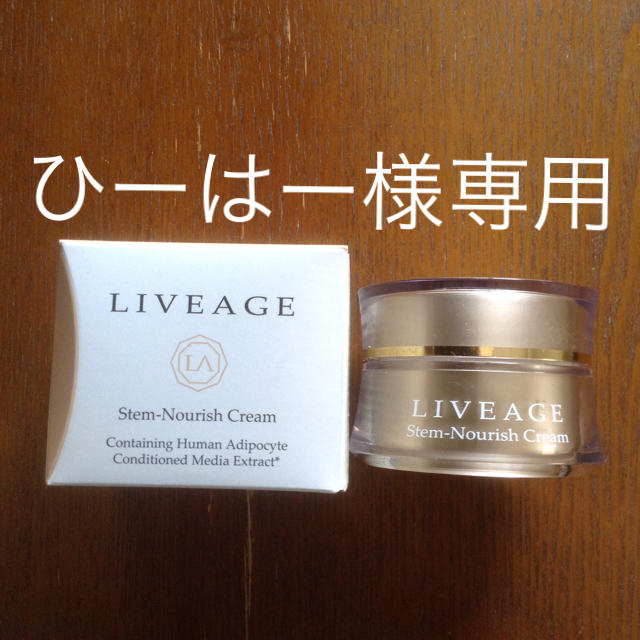 ひーはー様専用
LIVEAGE
LA
Stem-Nourish Cream
Containing Human Adipocyte
Conditioned Media Extract*
LIVEAGE
Stem-Nourish Cream